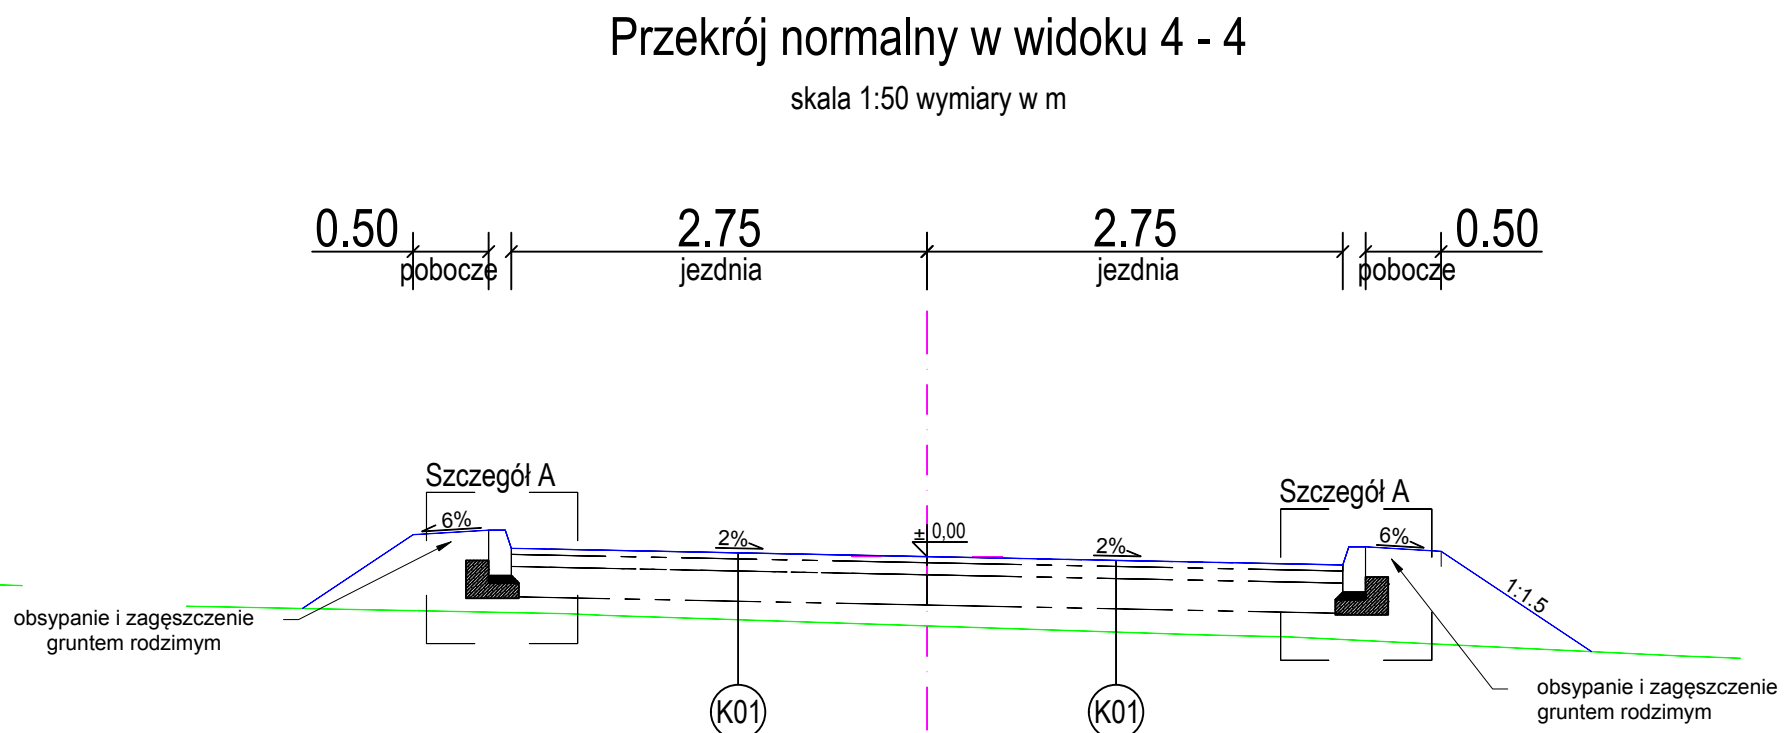 Przekrój normalny w widoku 4 - 4
skala 1:50 wymiary w m
0.50
2.75
2.75
0.50
pobocze
jezdnia
jezdnia
pobocze
Szczegół A
Szczegół A
6%
2%
± 0,00
2%
6%
1:1.5
obsypanie i zagęszczenie
gruntem rodzimym
obsypanie i zagęszczenie
gruntem rodzimym
K01
K01